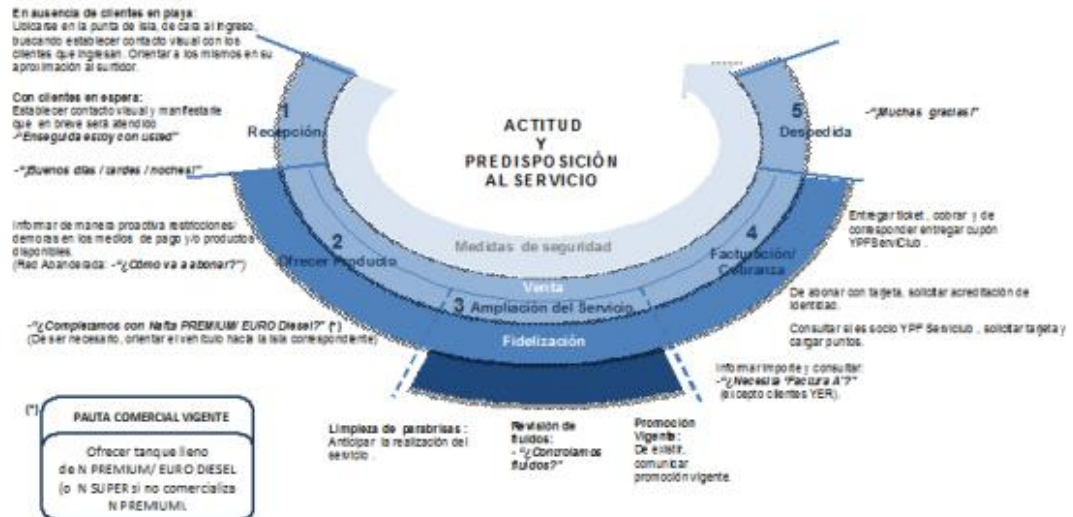 En ausencia de clientes en playa:
Ubicarse en la punta de isla, de cara al ingreso,
buscando establecer contacto visual con los
clientes que ingresan. Orientar a los mismos en su
aproximación al surtidor.
Con clientes en espera:
Establecer contacto visual y manifestarle
que en breve será atendido
-"Enseguida estoy con usted"
-"¡Buenos días / tardes / noches!"
Informar de manera proactiva restricciones/
demoras en los medios de pago y/o productos
disponibles.
(Red Abanderada: -"¿Cómo va a abonar?")
-"¿Completamos con Nafta PREMIUM/ EURO Diesel?" (*)
(De ser necesario, orientar el vehículo hacia la isla correspondiente)
(*)
PAUTA COMERCIAL VIGENTE
Ofrecer tanque lleno
de N PREMIUM/ EURO DIESEL
(o N SUPER si no comercializa
N PREMIUM).
1
Recepción
2
Ofrecer Producto
3 Ampliación del Servicio
4
Facturación/
Cobranza
5
Despedida
ACTITUD
Y
PREDISPOSICIÓN
AL SERVICIO
Medidas de seguridad
Venta
Fidelización
Limpieza de parabrisas :
Anticipar la realización del
servicio .
Revisión de
fluidos:
- "¿Controlamos
fluidos?"
Promoción
Vigente:
De existir,
comunicar
promoción vigente.
Informar importe y consultar:
-"¿Necesita 'Factura A'?"
(excepto clientes YER).
Consultar si es socio YPF Serviclub , solicitar tarjeta y
cargar puntos.
De abonar con tarjeta, solicitar acreditación de
identidad.
Entregar ticket , cobrar y de
corresponder entregar cupón
YPFServiClub .
-"¡Muchas gracias!"